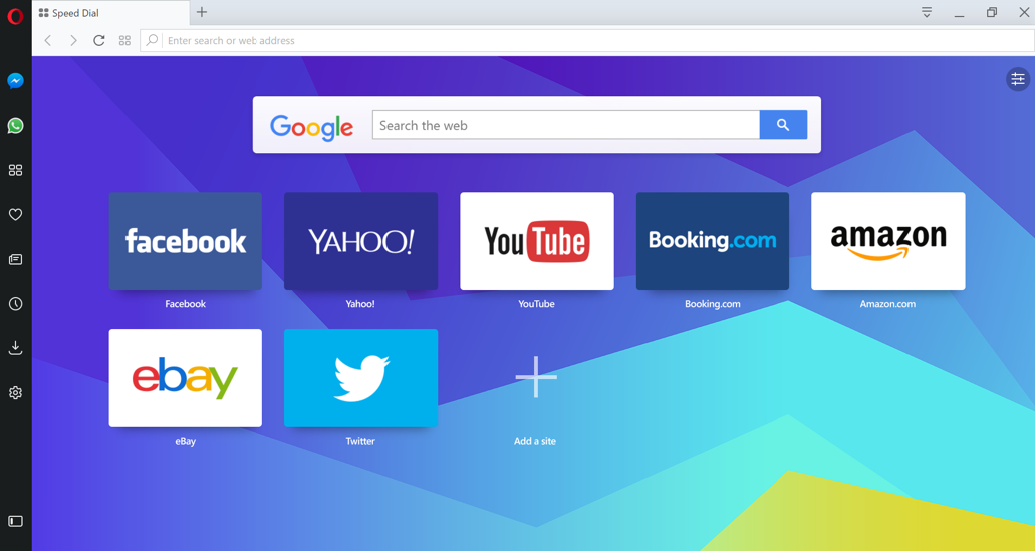 Speed Dial
Enter search or web address
Google
Search the web
facebook
YAHOO!
YouTube
Booking.com
amazon
Facebook
Yahoo!
YouTube
Booking.com
Amazon.com
ebay
eBay
Twitter
Add a site